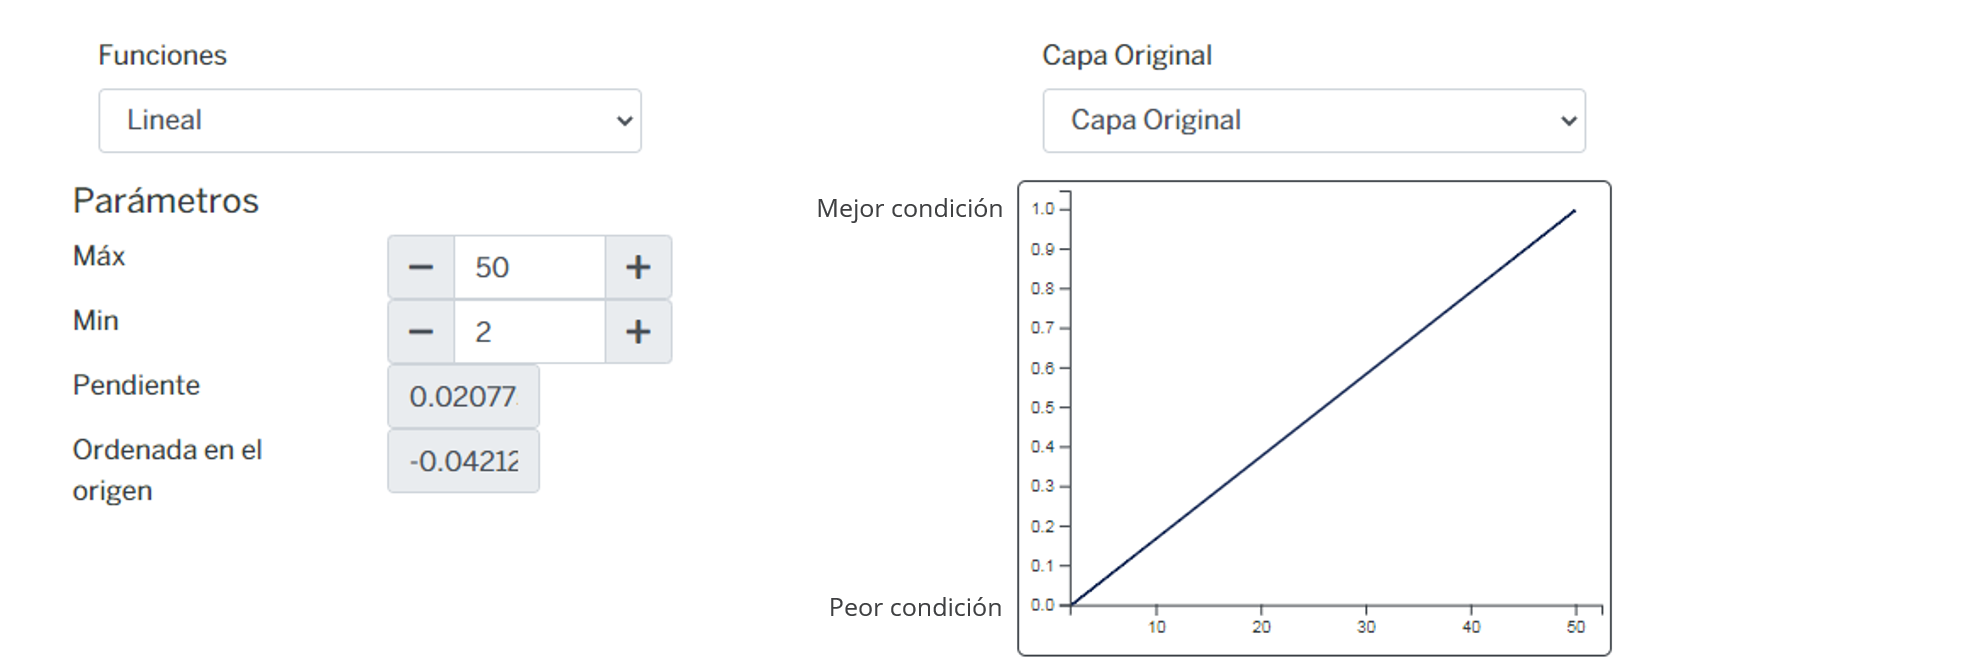 Funciones
Lineal
Parámetros
Máx
50
Min
2
Pendiente
0.02077
Ordenada en el
origen
-0.04212
Capa Original
Capa Original
Mejor condición
Peor condición
1.0
0.9
0.8
0.7
0.6
0.5
0.4
0.3
0.2
0.1
0.0
10 20 30 40 50